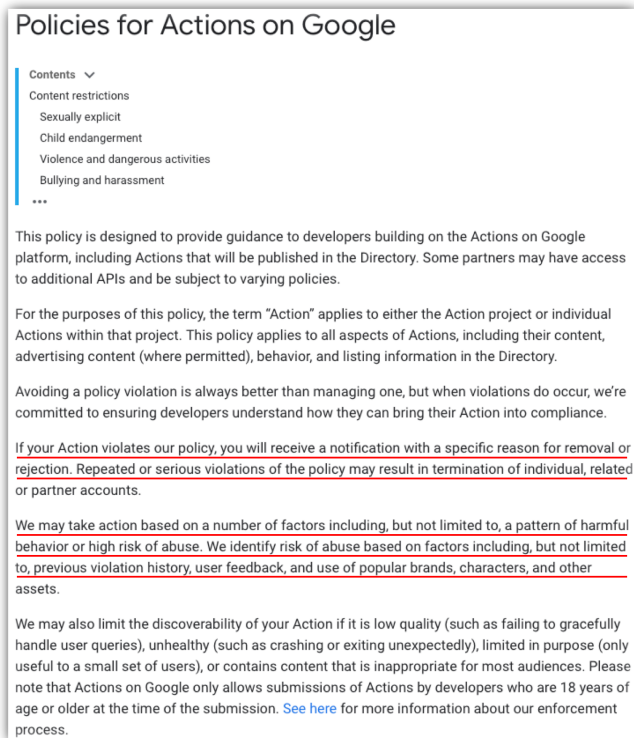 Policies for Actions on Google
Contents
Content restrictions
Sexually explicit
Child endangerment
Violence and dangerous activities
Bullying and harassment
•••
This policy is designed to provide guidance to developers building on the Actions on Google
platform, including Actions that will be published in the Directory. Some partners may have access
to additional APIs and be subject to varying policies.
For the purposes of this policy, the term “Action” applies to either the Action project or individual
Actions within that project. This policy applies to all aspects of Actions, including their content,
advertising content (where permitted), behavior, and listing information in the Directory.
Avoiding a policy violation is always better than managing one, but when violations do occur, we’re
committed to ensuring developers understand how they can bring their Action into compliance.
If your Action violates our policy, you will receive a notification with a specific reason for removal or
rejection. Repeated or serious violations of the policy may result in termination of individual, related
or partner accounts.
We may take action based on a number of factors including, but not limited to, a pattern of harmful
behavior or high risk of abuse. We identify risk of abuse based on factors including, but not limited
to, previous violation history, user feedback, and use of popular brands, characters, and other
assets.
We may also limit the discoverability of your Action if it is low quality (such as failing to gracefully
handle user queries), unhealthy (such as crashing or exiting unexpectedly), limited in purpose (only
useful to a small set of users), or contains content that is inappropriate for most audiences. Please
note that Actions on Google only allows submissions of Actions by developers who are 18 years of
age or older at the time of the submission. See here for more information about our enforcement
process.